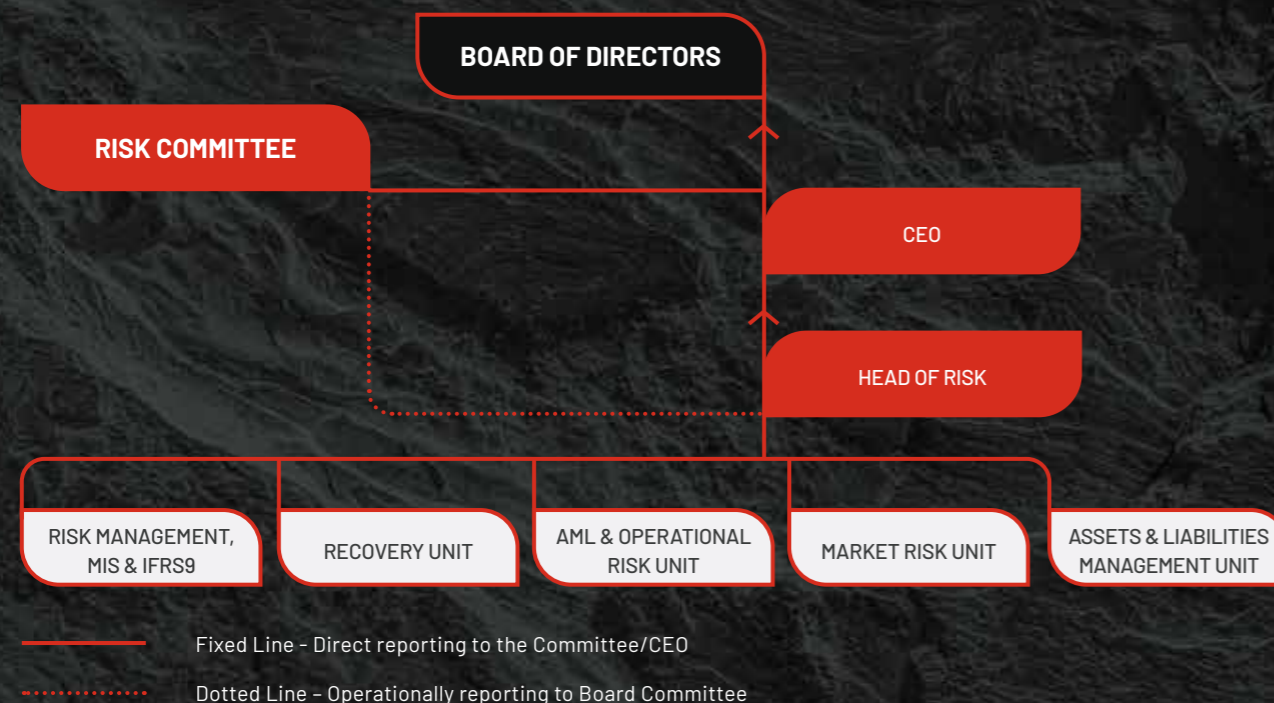 BOARD OF DIRECTORS
RISK COMMITTEE
CEO
HEAD OF RISK
RISK MANAGEMENT,
MIS & IFRS9
RECOVERY UNIT
AML & OPERATIONAL
RISK UNIT
MARKET RISK UNIT
ASSETS & LIABILITIES
MANAGEMENT UNIT
Fixed Line - Direct reporting to the Committee/CEO
Dotted Line – Operationally reporting to Board Committee